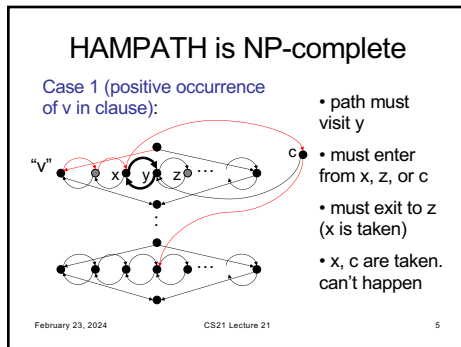 HAMPATH is NP-complete
Case 1 (positive occurrence
of v in clause):
• path must
visit y
• must enter
from x, z, or c
• must exit to z
(x is taken)
• x, c are taken.
can't happen
"v"
x
y
z
...
c
:
...
February 23, 2024
CS21 Lecture 21
5